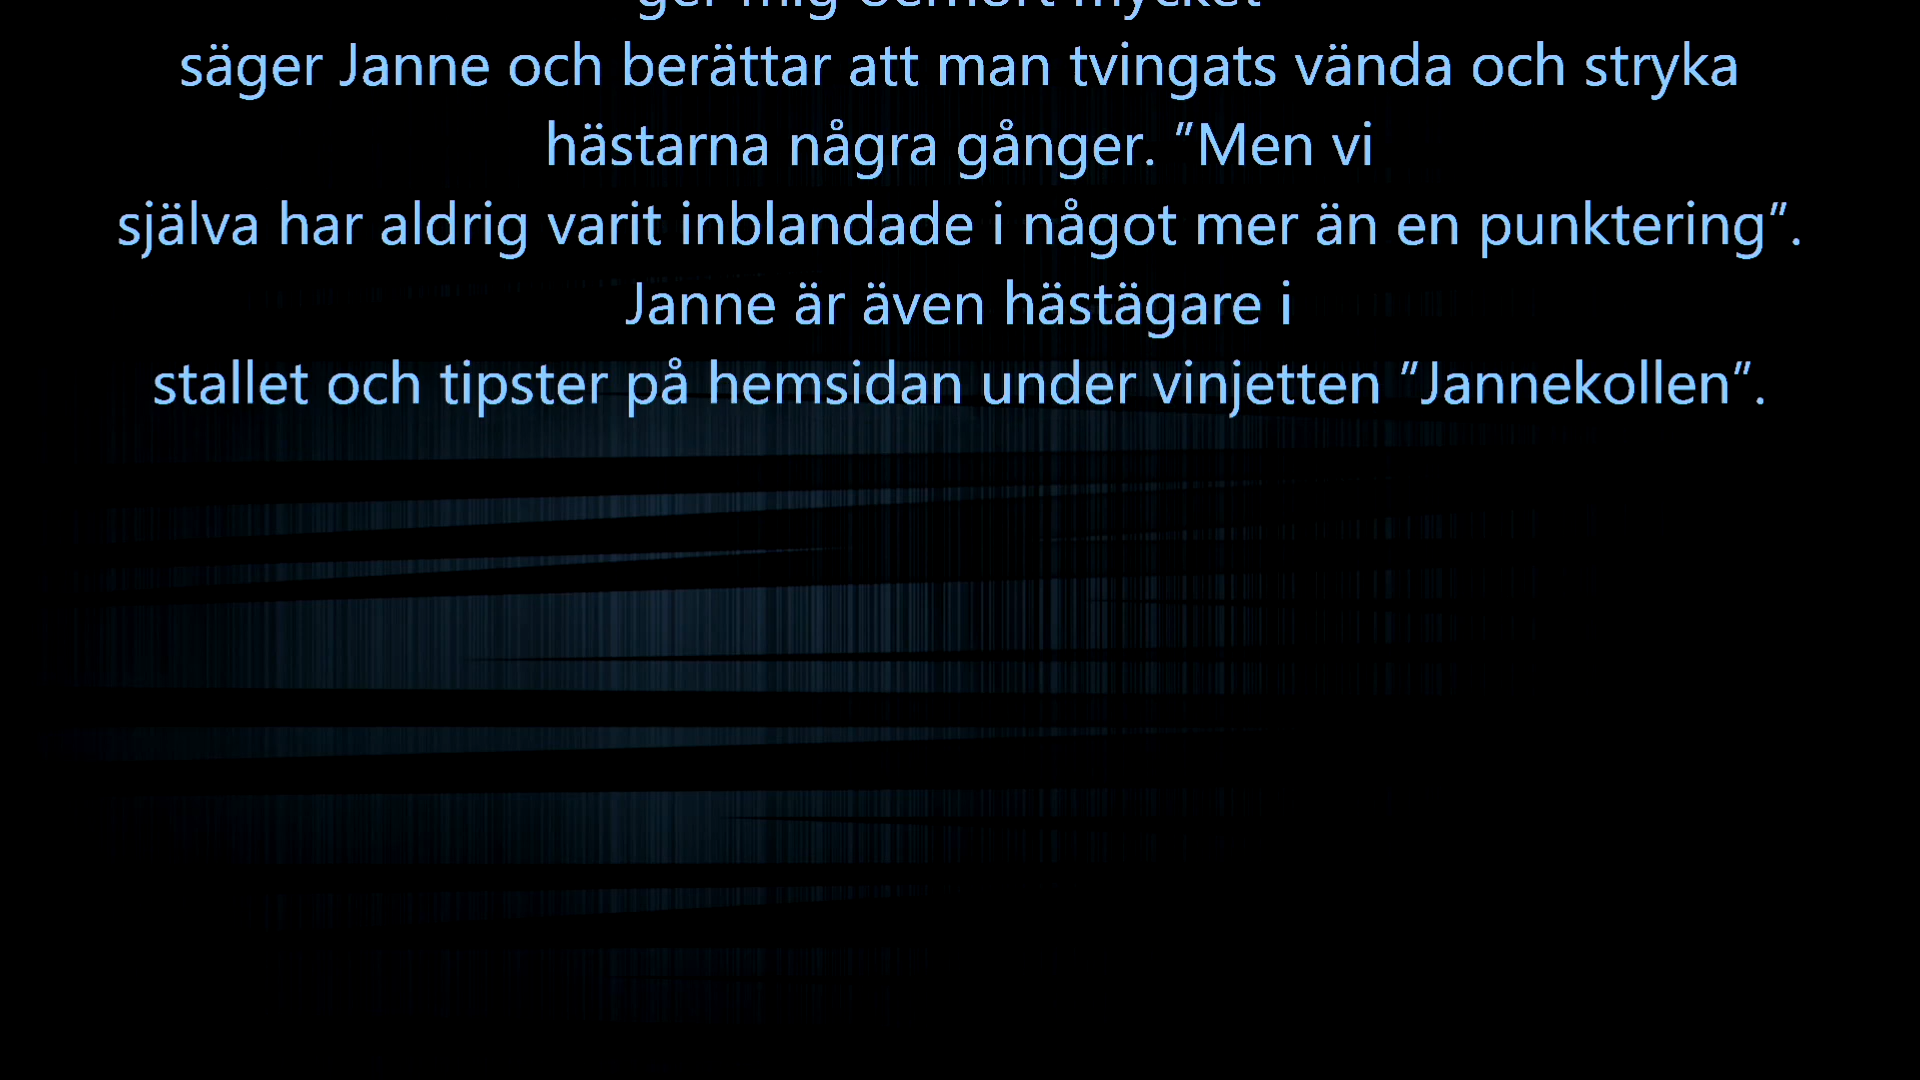 säger Janne och berättar att man tvingats vända och stryka
hästarna några gånger. ”Men vi
själva har aldrig varit inblandade i något mer än en punktering”.
Janne är även hästägare i
stallet och tipster på hemsidan under vinjetten ”Jannekollen”.